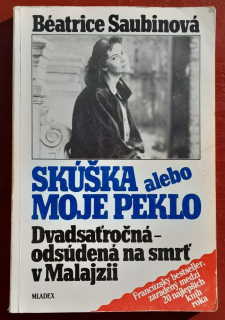 Béatrice Saubinová
SKÚŠKA alebo
MOJE PEKLO
Dvadsaťročná –
odsúdená na smrť
v Malajzii
Francúzsky bestseller,
zaradený medzi
20 najlepších
kníh
roka
MLADEX